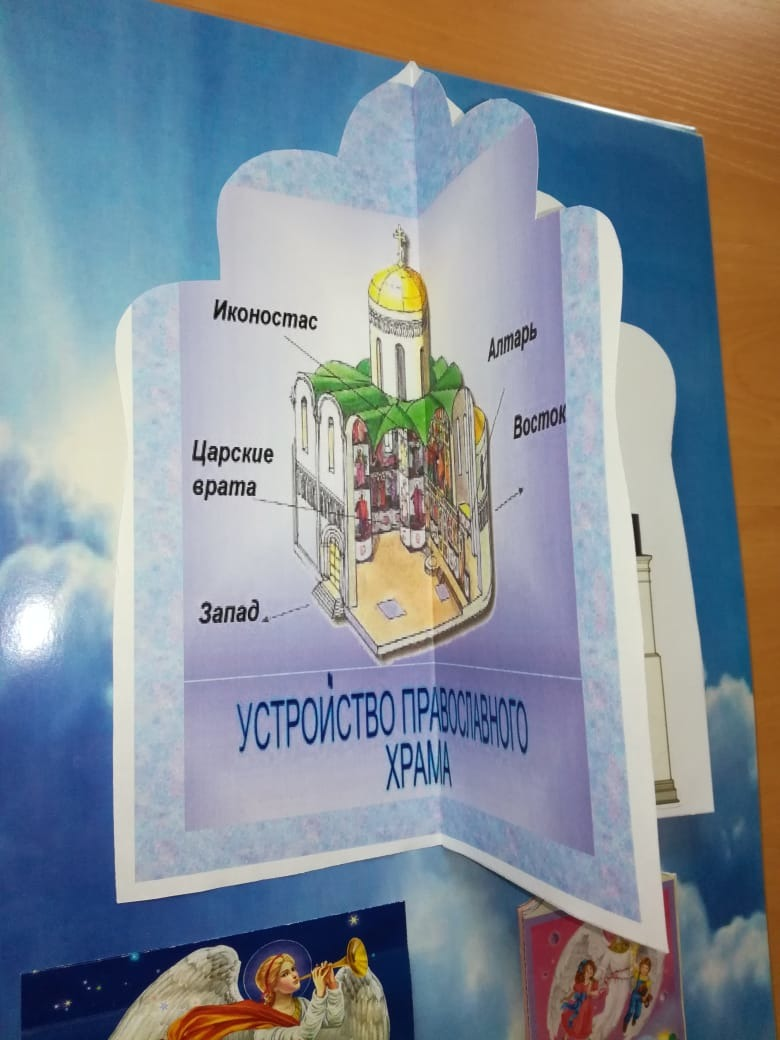 Иконостас
Алтарь
Восток
Царские
врата
Запад
УСТРОЙСТВО ПРАВОСЛАВНОГО
ХРАМА